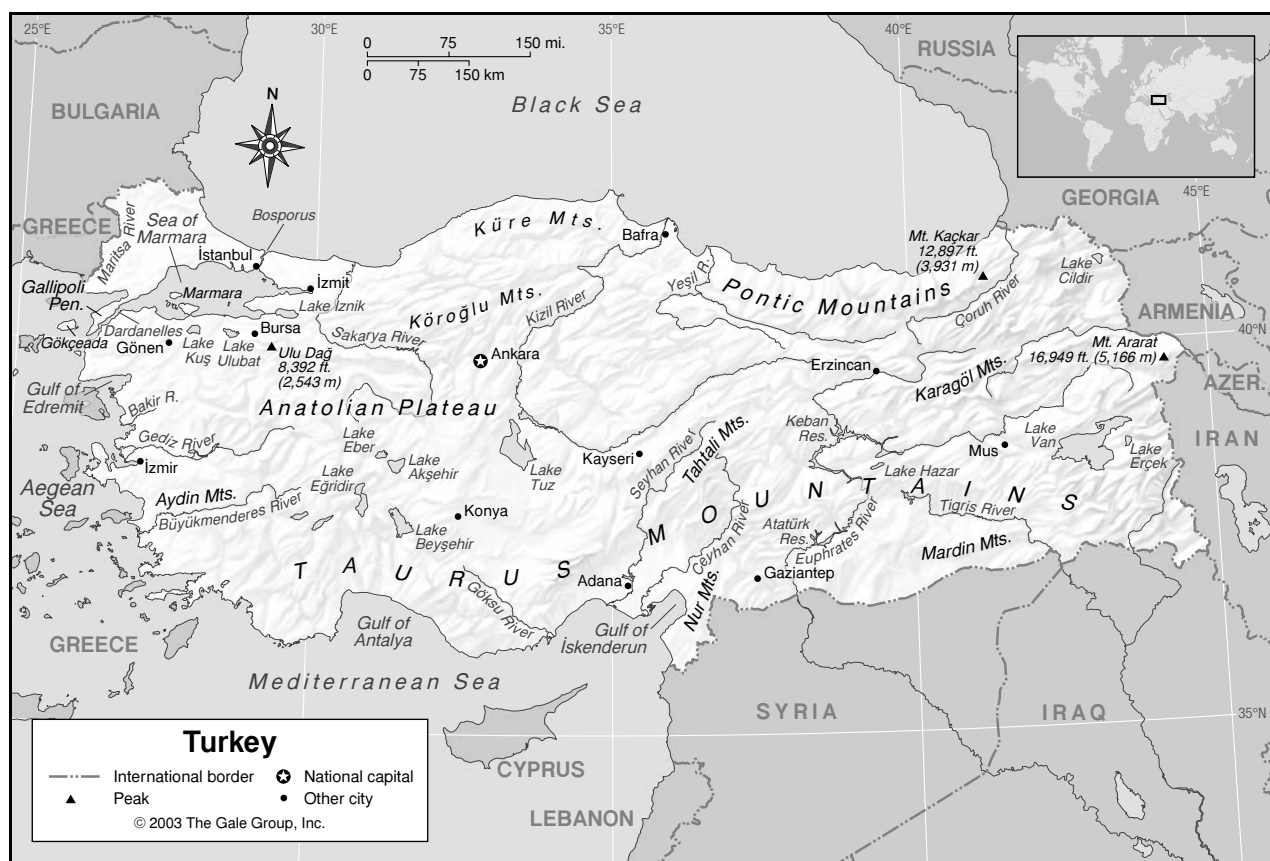 25°E
30°E
35°E
40°E
45°E
0 75 150 mi.
0 75 150 km
RUSSIA
BULGARIA
Black Sea
N
GEORGIA
GREECE
Maritsa River
Sea of
Marmara
Bosporus
İstanbul
Küre Mts.
Bafra
Mt. Kaçkar
12,897 ft.
(3,931 m)
Lake
Cildir
Gallipoli
Pen.
Marmara
İzmit
Lake İznik
Köroğlu Mts.
Kizil River
Yeşil R.
Pontic Mountains
Çoruh River
ARMENIA
40°N
Dardanelles
Gökçeada
Gönen
Lake
Kuş
Lake
Ulubat
Bursa
Ulu Dağ
8,392 ft.
(2,543 m)
Sakarya River
Ankara
Erzincan
Mt. Ararat
16,949 ft. (5,166 m)
AZER.
Karagöl Mts.
Gulf of
Edremit
Bakir R.
Anatolian Plateau
Gediz River
İzmir
Lake
Eber
Lake
Akşehir
Lake
Eğridir
Lake
Tuz
Kayseri
Seyhan River
Tantali Mts.
Keban
Res.
Mus
Lake
Van
Lake
Erçek
IRAN
Lake Hazar
Aegean
Sea
Aydin Mts.
Büyükmenderes River
Konya
Lake
Beyşehir
TAURUS MOUNTAINS
Tigris River
Atatürk
Res.
Euphrates River
Ceyhan River
Mardin Mts.
Adana
Gaziantep
Nur Mts.
Göksu River
Gulf of
Antalya
Gulf of
İskenderun
GREECE
Mediterranean Sea
SYRIA
IRAQ
35°N
CYPRUS
LEBANON
Turkey
International border
National capital
Peak
Other city
© 2003 The Gale Group, Inc.